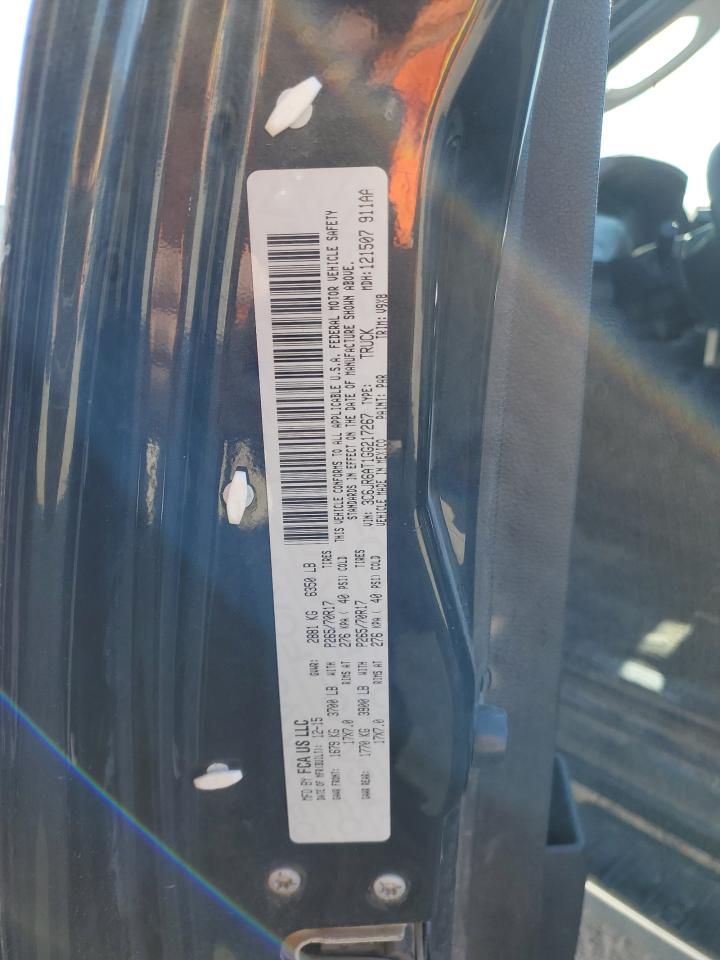 MFD BY FCA US LLC
DATE OF MFR(BUILT): 12-15 GVWR: 2881 KG 6350 LB
GAWR FRONT: 1679 KG 3700 LB WITH P265/70R17 TIRES
17X7.0 RIMS AT 276 KPA ( 40 PSI) COLD
GAWR REAR: 1770 KG 3900 LB WITH P265/70R17 TIRES
17X7.0 RIMS AT 276 KPA ( 40 PSI) COLD
THIS VEHICLE CONFORMS TO ALL APPLICABLE U.S.A. FEDERAL MOTOR VEHICLE SAFETY
STANDARDS IN EFFECT ON THE DATE OF MANUFACTURE SHOWN ABOVE.
VIN: 3C6JR6AT1GG217267 TYPE: TRUCK MDH:121507 911AA
VEHICLE MADE IN MEXICO PAINT: PAR TRIM: V9X8